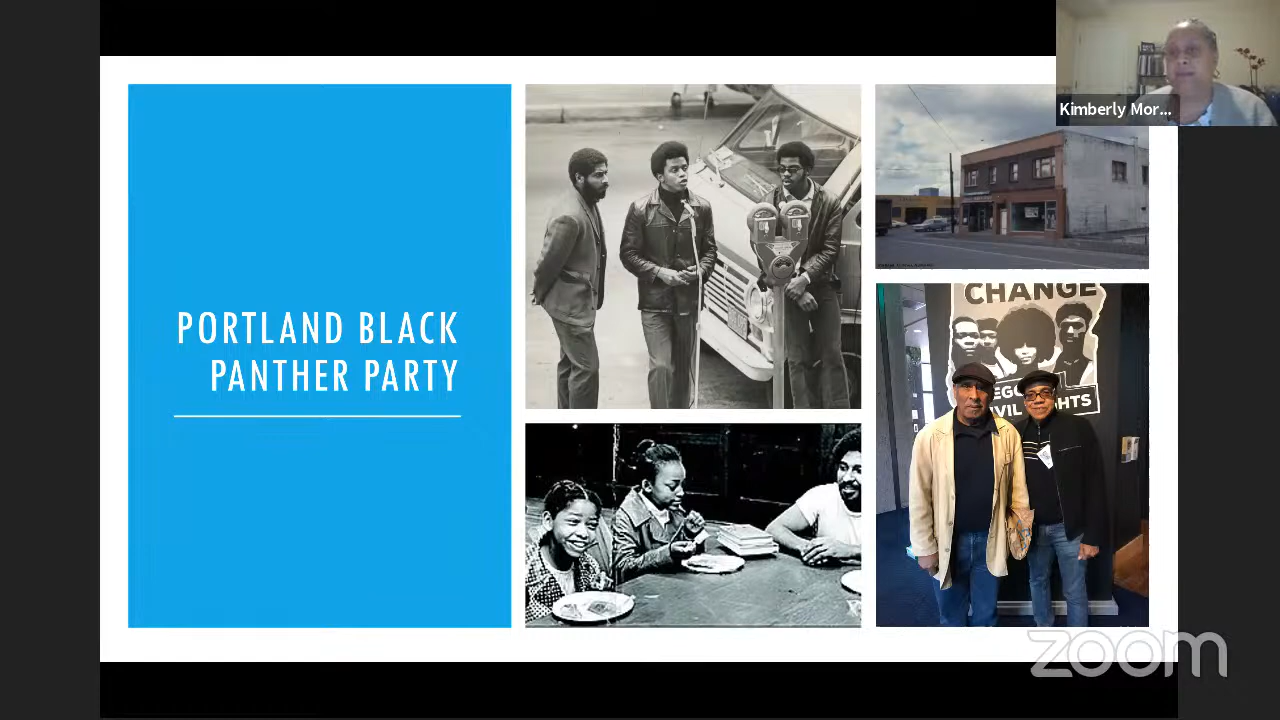 Kimberly Mor...
PORTLAND BLACK
PANTHER PARTY
CHANGE
zoom